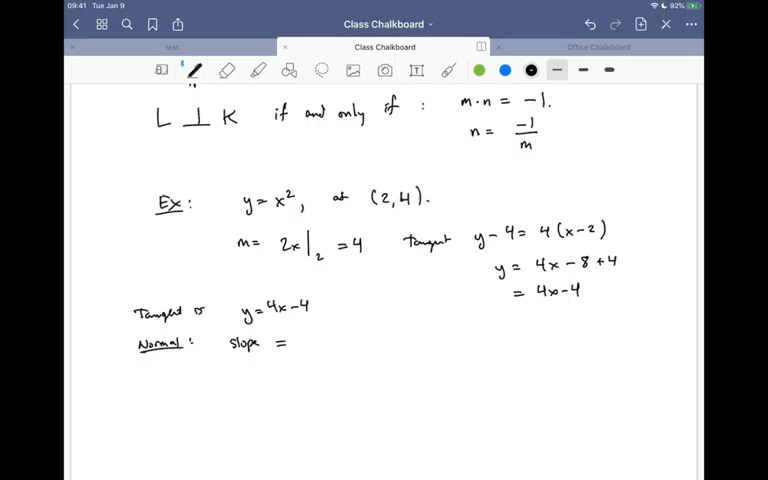 09:41 Tue Jan 9
92%
Class Chalkboard
test
Class Chalkboard
Office Chalkboard
L ⊥ K if and only if : m·n = -1.
n = -1/m
Ex: y = x², at (2,4).
m = 2x|₂ = 4 Tangent y - 4 = 4(x-2)
y = 4x - 8 + 4
= 4x - 4
Tanght is y = 4x - 4
Normal: slope =